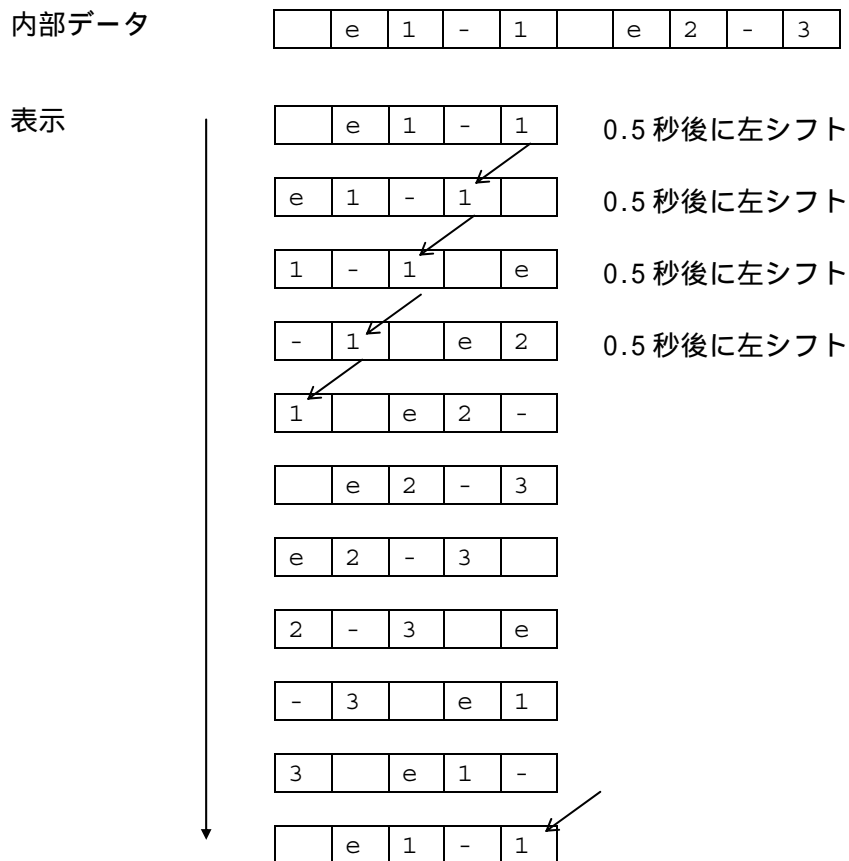 内部データ e 1 - 1 e 2 - 3
表示 e 1 - 1 0.5秒後に左シフト
e 1 - 1 0.5秒後に左シフト
1 - 1 e 0.5秒後に左シフト
- 1 e 2 0.5秒後に左シフト
1 e 2 -
e 2 - 3
e 2 - 3
2 - 3 e
- 3 e 1
3 e 1 -
e 1 - 1